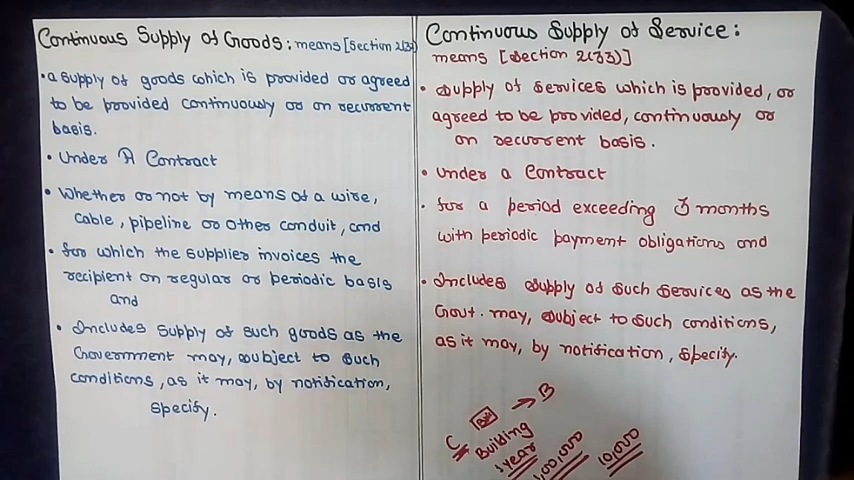 Continuous Supply of Goods: means [Section 2(32)
• a supply of goods which is provided or agreed
to be provided continuously or on recurrent
basis.
• Under A Contract
• Whether or not by means of a wire,
cable, pipeline or other conduit, and
• for which the supplier invoices the
recipient on regular or periodic basis
and
• Includes supply of such goods as the
Government may, subject to such
conditions, as it may, by notification,
specify.
Continuous Supply of Service:
means [Section 2(33)]
• Supply of services which is provided, or
agreed to be provided, continuously or
on recurrent basis.
• Under a Contract
• for a period exceeding 3 months
with periodic payment obligations and
• Includes supply of such services as the
Govt. may, subject to such conditions,
as it may, by notification, specify.
C → B
Building
1 year
1,00,000
10,000